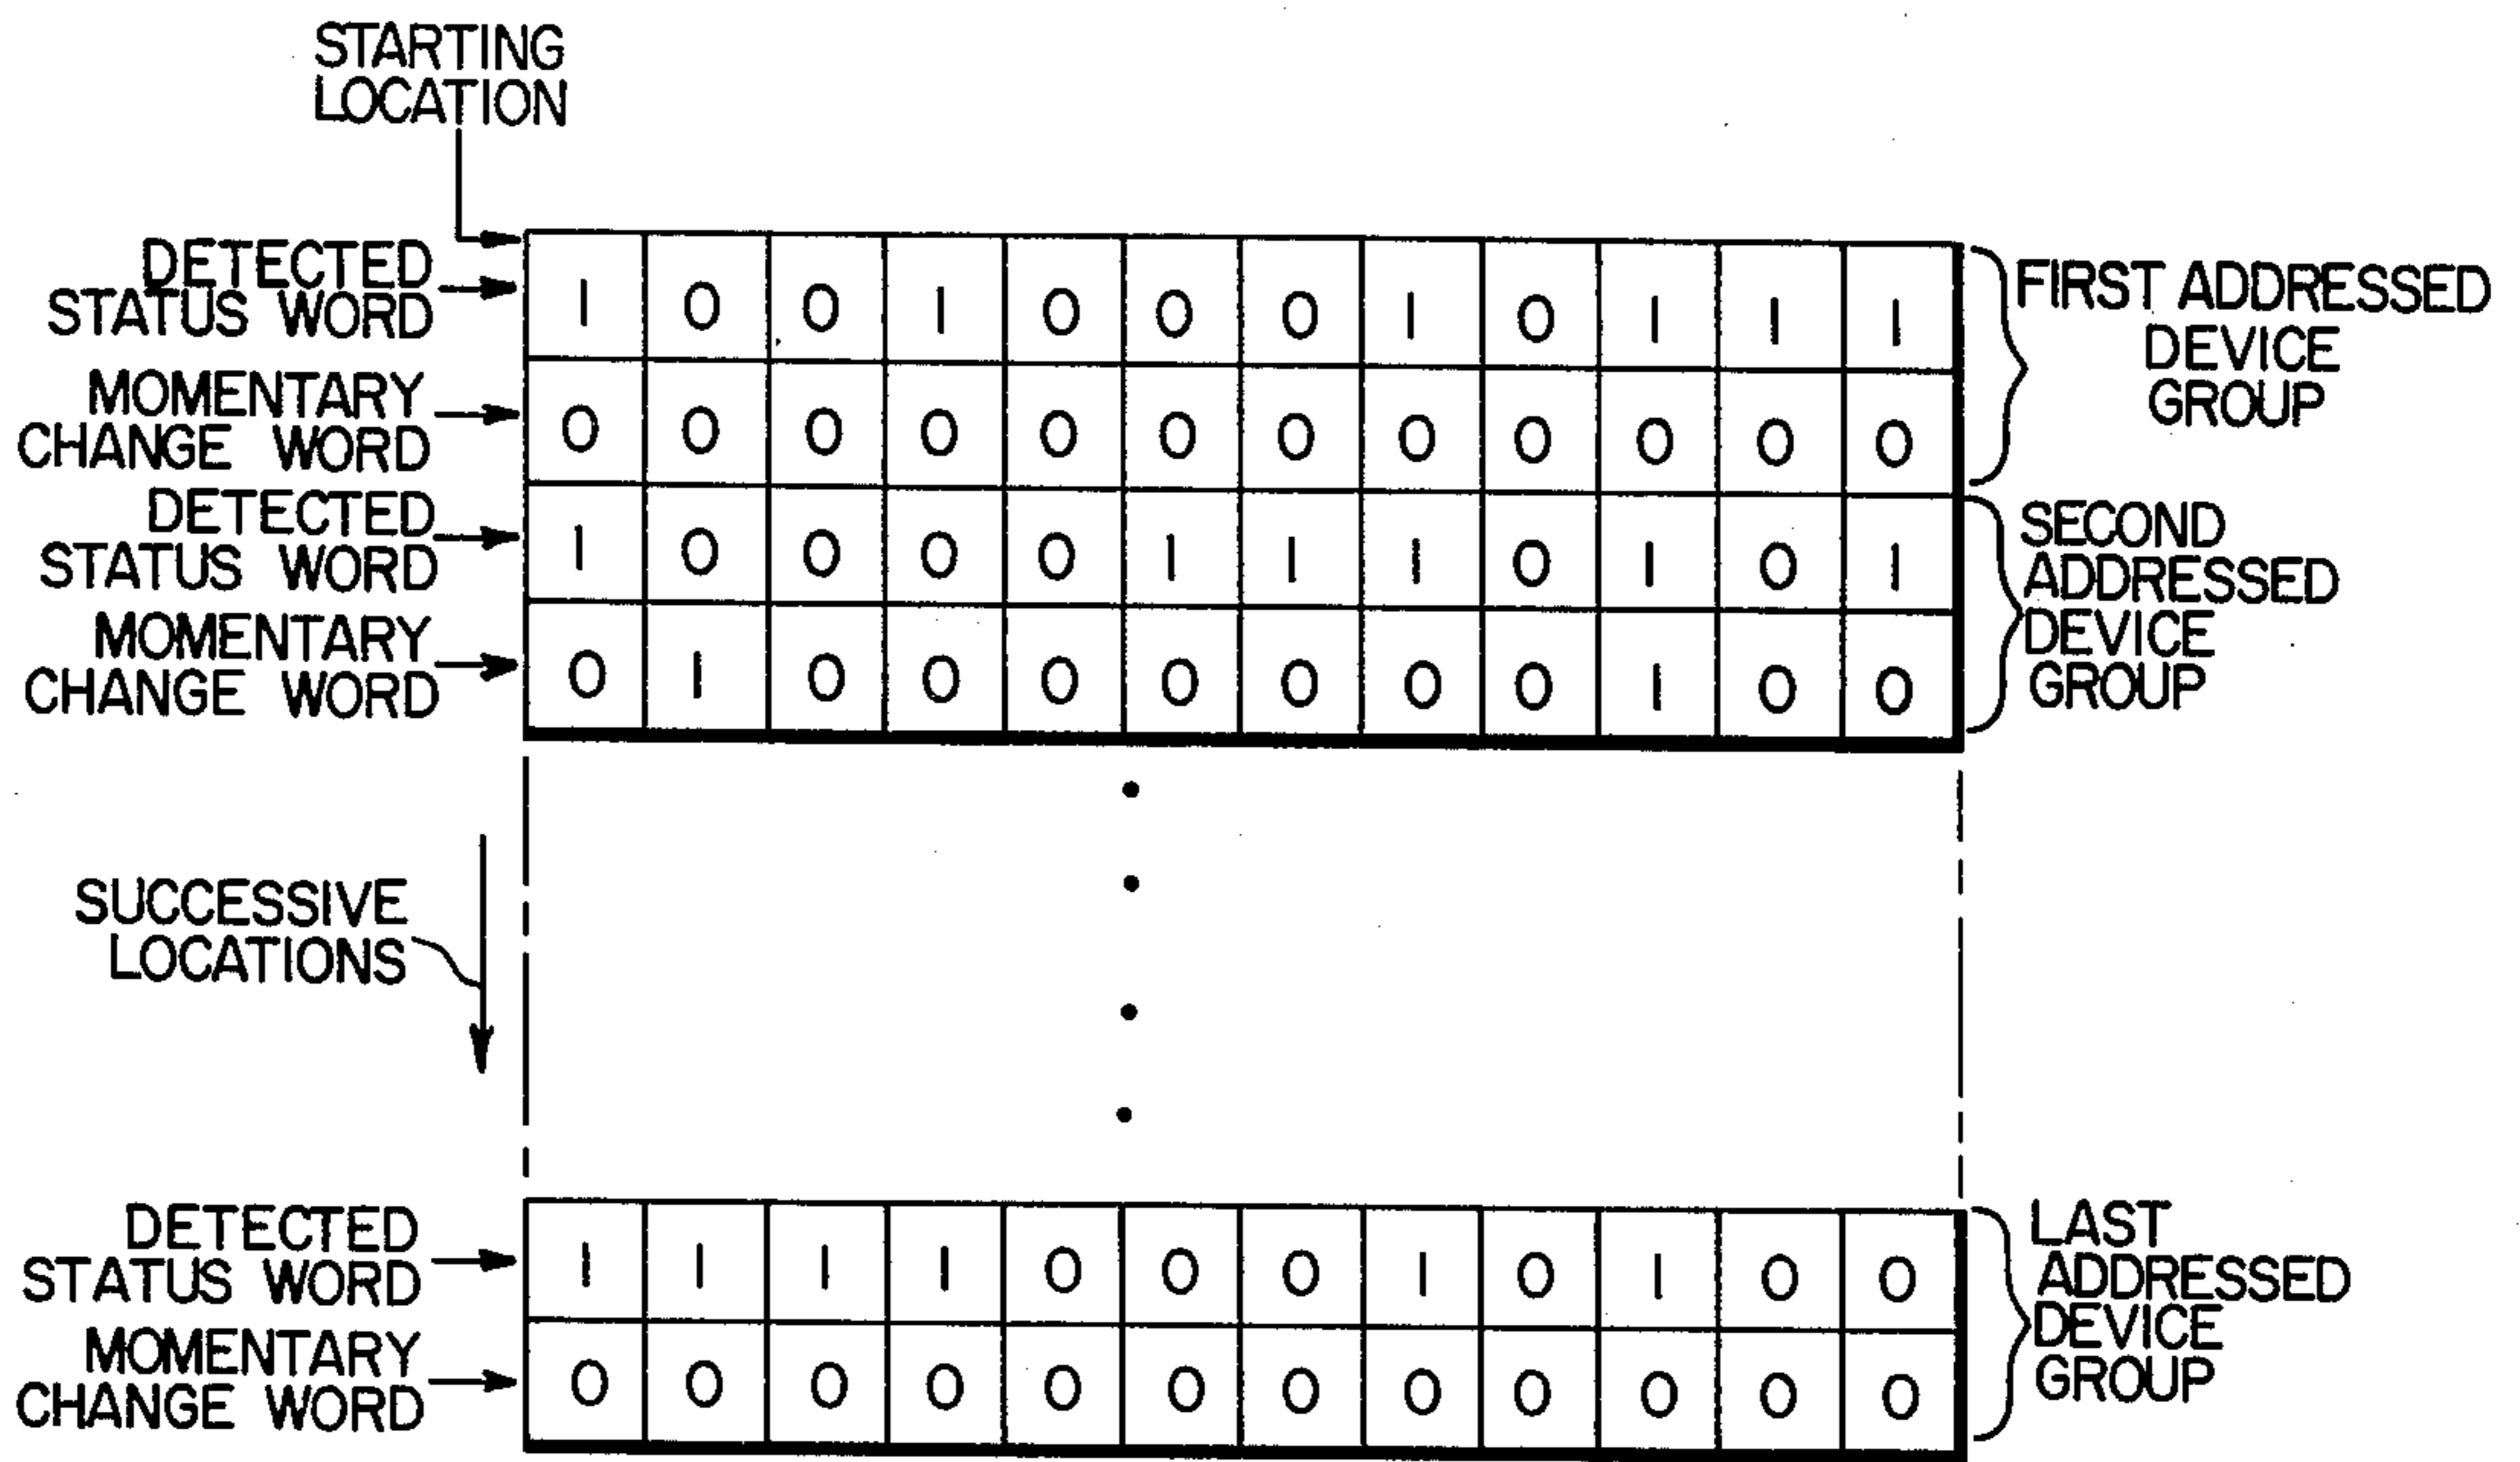 STARTING
LOCATION
DETECTED
STATUS WORD
1 0 0 1 0 0 0 1 0 1 1 1
FIRST ADDRESSED
DEVICE
GROUP
MOMENTARY
CHANGE WORD
0 0 0 0 0 0 0 0 0 0 0 0
DETECTED
STATUS WORD
1 0 0 0 0 1 1 1 0 1 0 1
SECOND
ADDRESSED
DEVICE
GROUP
MOMENTARY
CHANGE WORD
0 1 0 0 0 0 0 0 0 1 0 0
SUCCESSIVE
LOCATIONS
DETECTED
STATUS WORD
1 1 1 1 0 0 0 1 0 1 0 0
LAST
ADDRESSED
DEVICE
GROUP
MOMENTARY
CHANGE WORD
0 0 0 0 0 0 0 0 0 0 0 0